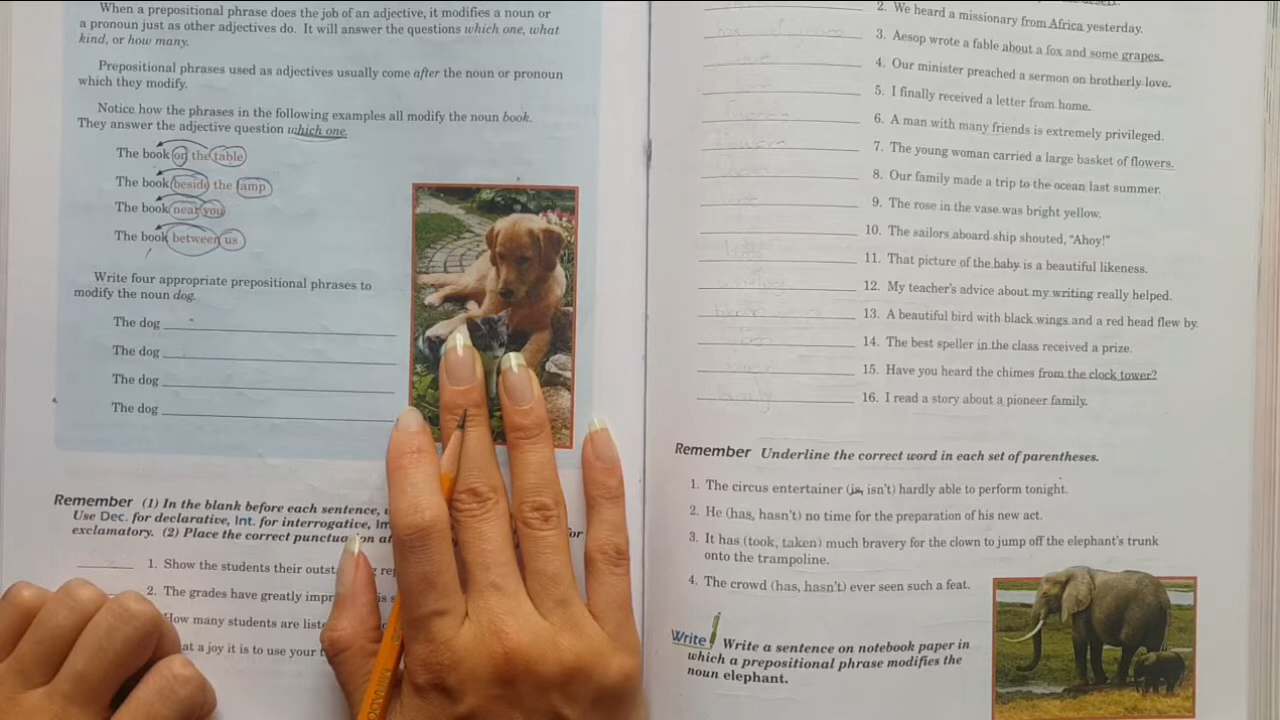 When a prepositional phrase does the job of an adjective, it modifies a noun or
a pronoun just as other adjectives do. It will answer the questions which one, what
kind, or how many.
Prepositional phrases used as adjectives usually come after the noun or pronoun
which they modify.
Notice how the phrases in the following examples all modify the noun book.
They answer the adjective question which one.
The book on the table
The book beside the lamp
The book near you
The book between us
Write four appropriate prepositional phrases to
modify the noun dog.
The dog
The dog
The dog
The dog
Remember (1) In the blank before each sentence,
Use Dec. for declarative, Int. for interrogative,
exclamatory. (2) Place the correct punctuation
1. Show the students their
2. The grades have greatly
How many students are
a joy it is to use your
2. We heard a missionary from Africa yesterday.
3. Aesop wrote a fable about a fox and some grapes.
4. Our minister preached a sermon on brotherly love.
5. I finally received a letter from home.
6. A man with many friends is extremely privileged.
7. The young woman carried a large basket of flowers.
8. Our family made a trip to the ocean last summer.
9. The rose in the vase was bright yellow.
10. The sailors aboard ship shouted, "Ahoy!"
11. That picture of the baby is a beautiful likeness.
12. My teacher's advice about my writing really helped.
13. A beautiful bird with black wings and a red head flew by.
14. The best speller in the class received a prize.
15. Have you heard the chimes from the clock tower?
16. I read a story about a pioneer family.
Remember Underline the correct word in each set of parentheses.
1. The circus entertainer (is, isn't) hardly able to perform tonight.
2. He (has, hasn't) no time for the preparation of his new act.
3. It has (took, taken) much bravery for the clown to jump off the elephant's trunk
onto the trampoline.
4. The crowd (has, hasn't) ever seen such a feat.
Write Write a sentence on notebook paper in
which a prepositional phrase modifies the
noun elephant.